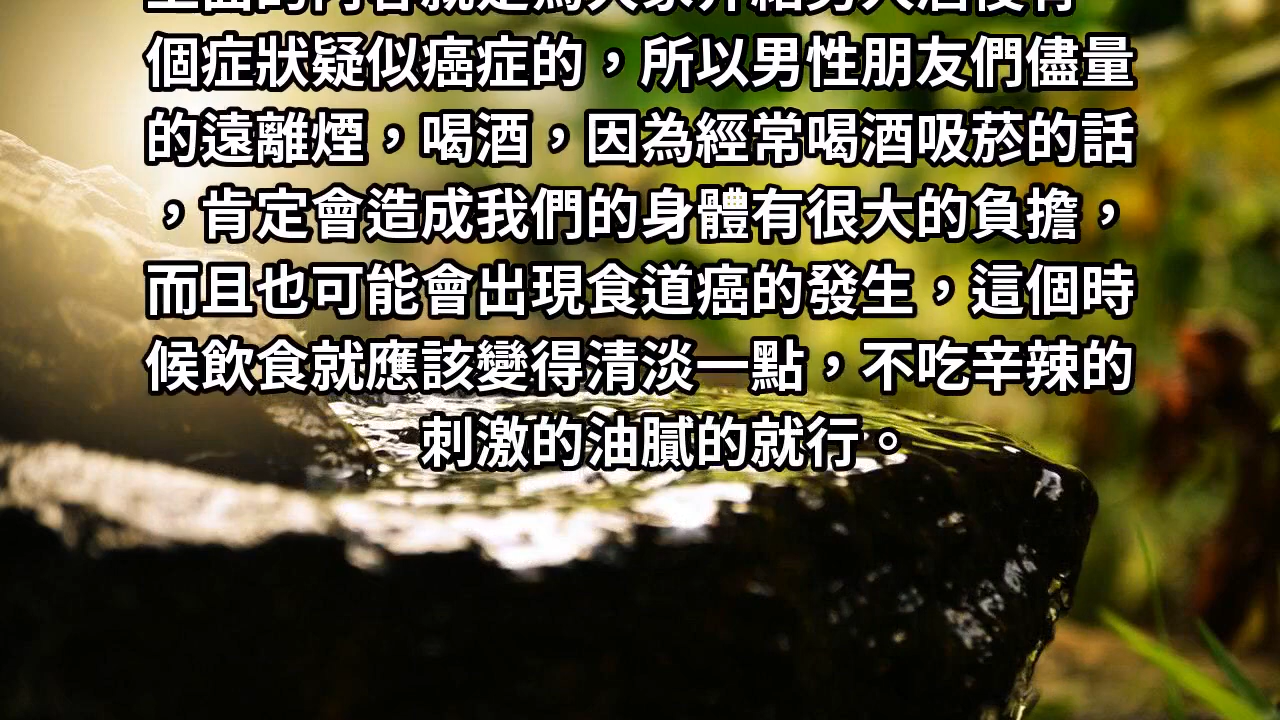 個症狀疑似癌症的，所以男性朋友們儘量
的遠離煙，喝酒，因為經常喝酒吸菸的話
，肯定會造成我們的身體有很大的負擔，
而且也可能會出現食道癌的發生，這個時
候飲食就應該變得清淡一點，不吃辛辣的
刺激的油膩的就行。